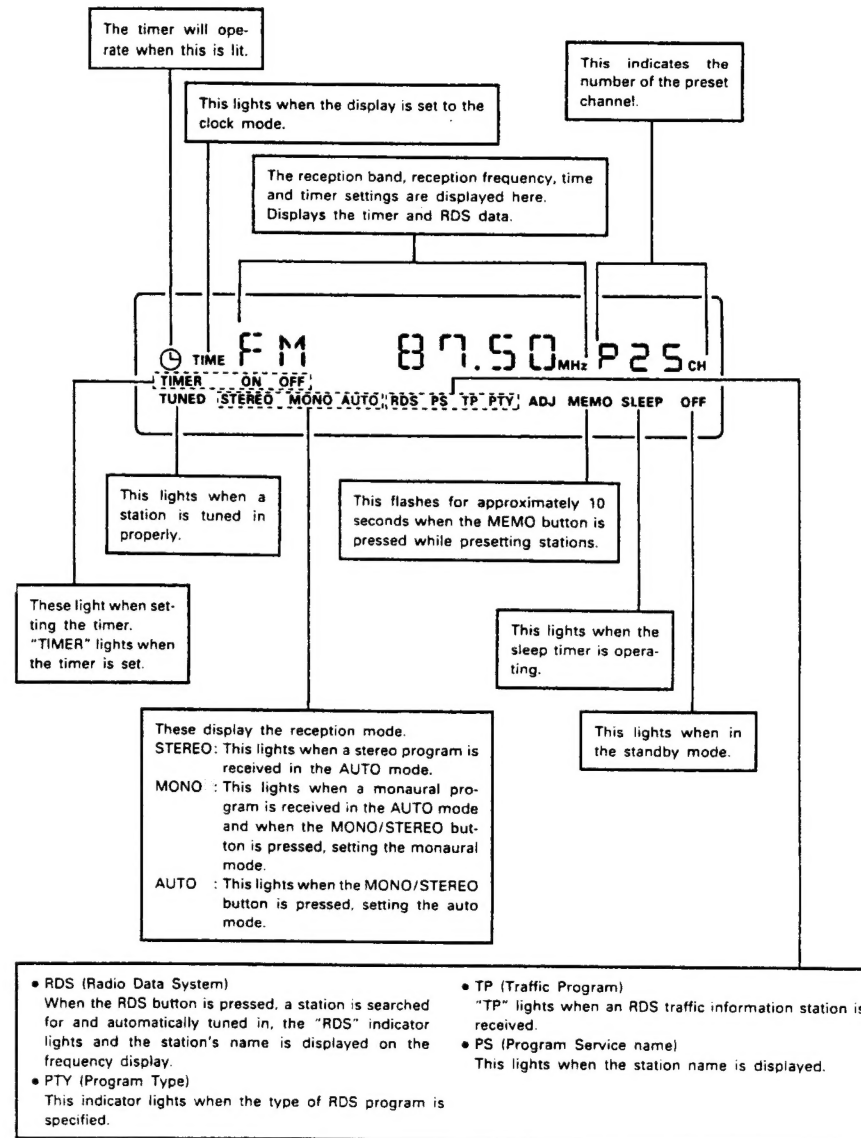 The timer will ope-
rate when this is lit.
This indicates the
number of the preset
channel.
This lights when the display is set to the
clock mode.
The reception band, reception frequency, time
and timer settings are displayed here.
Displays the timer and RDS data.
TIME FM 87.50 MHz P25 CH
TIMER ON OFF
TUNED STEREO MONO AUTO RDS PS TP PTY ADJ MEMO SLEEP OFF
This lights when a
station is tuned in
properly.
This flashes for approximately 10
seconds when the MEMO button is
pressed while presetting stations.
These light when set-
ting the timer.
"TIMER" lights when
the timer is set.
This lights when the
sleep timer is opera-
ting.
These display the reception mode.
STEREO: This lights when a stereo program is
received in the AUTO mode.
MONO : This lights when a monaural pro-
gram is received in the AUTO mode
and when the MONO/STEREO but-
ton is pressed, setting the monaural
mode.
AUTO : This lights when the MONO/STEREO
button is pressed, setting the auto
mode.
This lights when in
the standby mode.
• RDS (Radio Data System)
When the RDS button is pressed, a station is searched
for and automatically tuned in, the "RDS" indicator
lights and the station's name is displayed on the
frequency display.
• PTY (Program Type)
This indicator lights when the type of RDS program is
specified.
• TP (Traffic Program)
"TP" lights when an RDS traffic information station is
received.
• PS (Program Service name)
This lights when the station name is displayed.